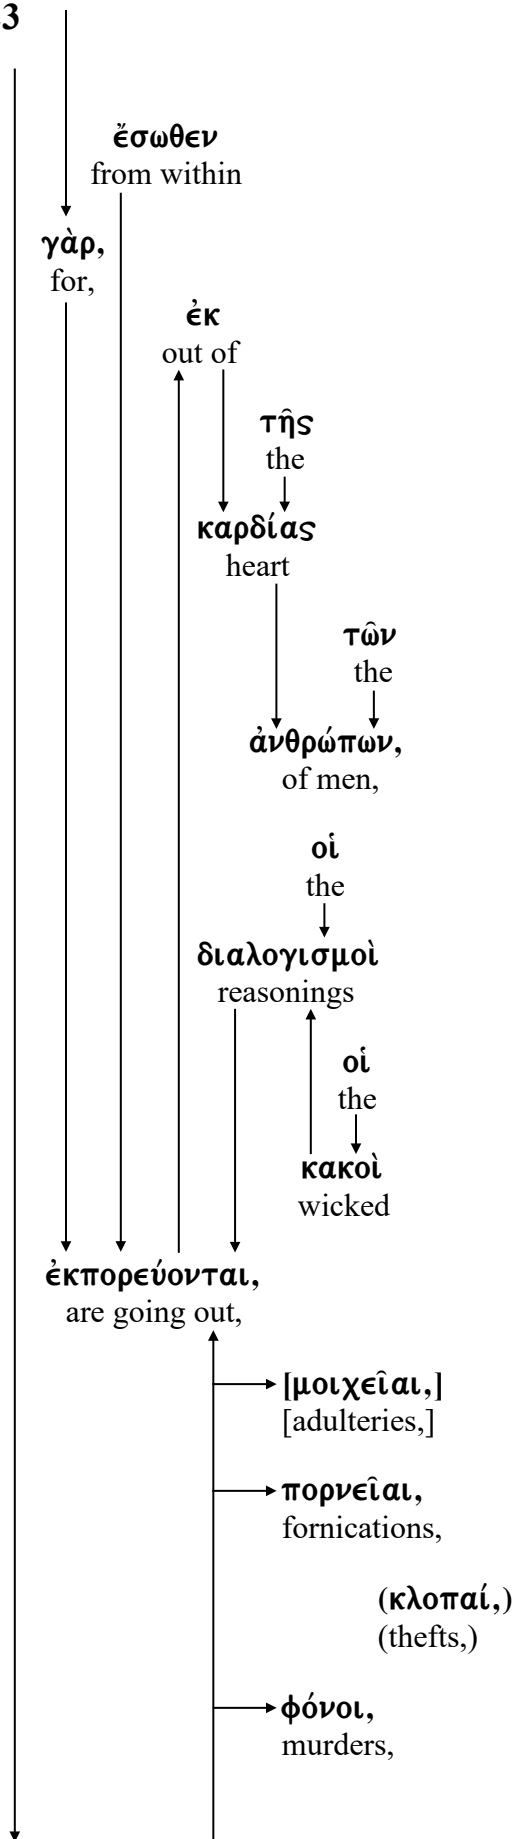 3
ἔσωθεν
from within
γὰρ,
for,
ἐκ
out of
τῆς
the
καρδίας
heart
τῶν
the
ἀνθρώπων,
of men,
οἱ
the
διαλογισμοὶ
reasonings
οἱ
the
κακοὶ
wicked
ἐκπορεύονται,
are going out,
[μοιχεῖαι,]
[adulteries,]
πορνεῖαι,
fornications,
(κλοπαί,)
(thefts,)
φόνοι,
murders,